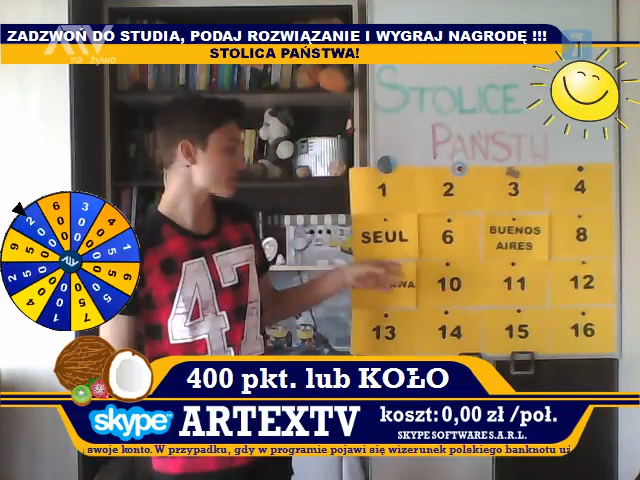 ZADZWOŃ DO STUDIA, PODAJ ROZWIĄZANIE I WYGRAJ NAGRODĘ !!!
STOLICA PAŃSTWA!
na żywo
STOLICE
PAŃSTW
1 2 3 4
SEUL 6 BUENOS AIRES 8
10 11 12
13 14 15 16
47
400 pkt. lub KOŁO
skype ARTEXTV koszt: 0,00 zł /poł.
SKYPE SOFTWARE S.A.R.L.
swoje konto. W przypadku, gdy w programie pojawi się wizerunek polskiego banknotu